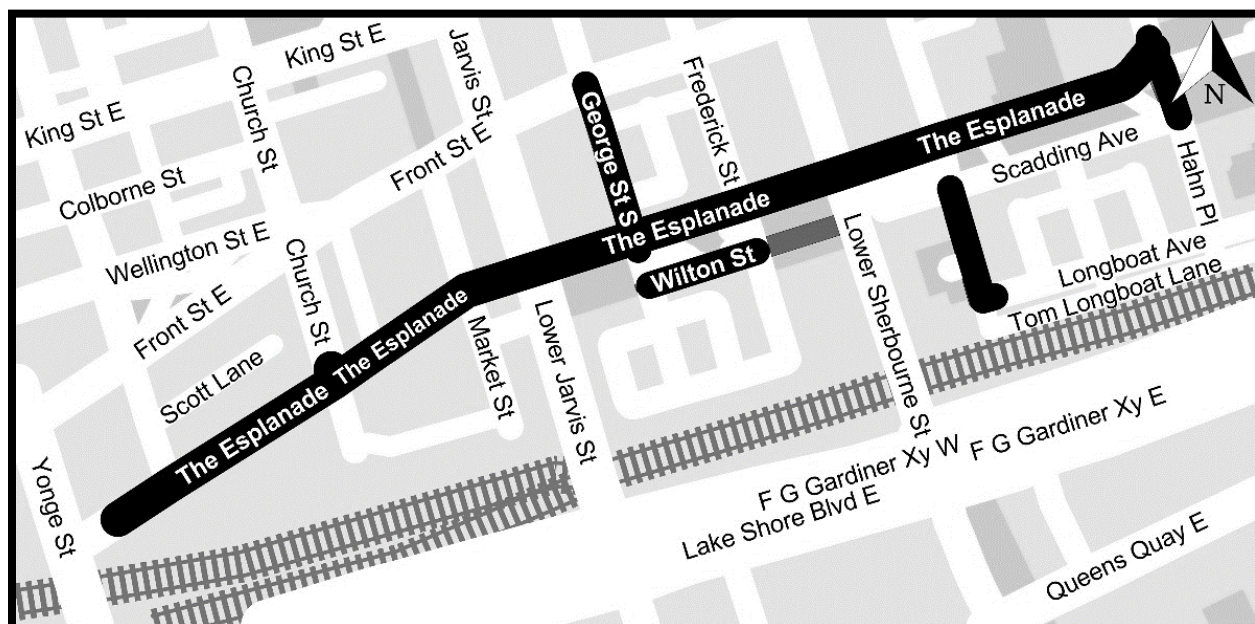 King St E
Jarvis St
Frederick St
Church St
N
King St E
George St S
The Esplanade
Front St E
E
Scadding Ave
Colborne St
Hahn Pl
The Esplanade
Wellington St E
Church St
Wilton St
Lower Sherbourne St
Longboat Ave
Front St E
The Esplanade
Tom Longboat Lane
Scott Lane
Market St
Lower Jarvis St
The Esplanade
Yonge St
F G Gardiner Xy W
F G Gardiner Xy E
Lake Shore Blvd E
Queens Quay E